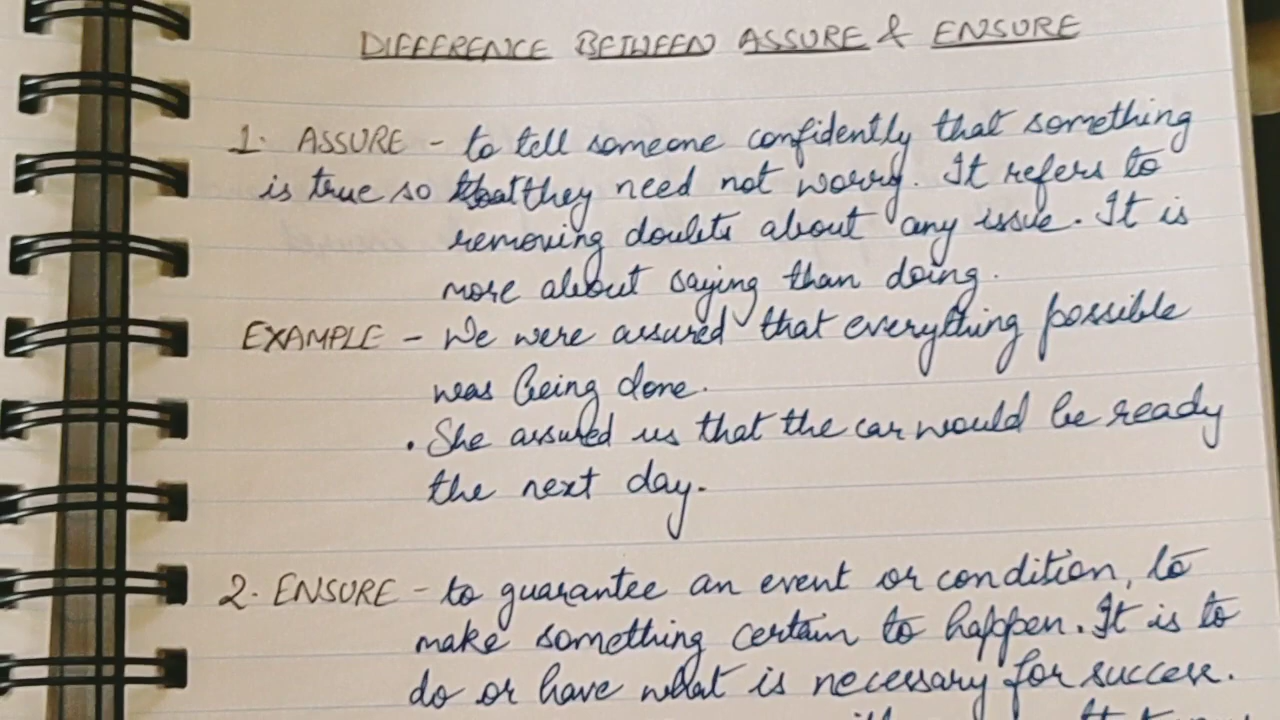 DIFFERENCE BETWEEN ASSURE & ENSURE
1. ASSURE - to tell someone confidently that something
is true so that they need not worry. It refers to
removing doubts about any issue. It is
more about saying than doing.
EXAMPLE - We were assured that everything possible
was being done.
. She assured us that the car would be ready
the next day.
2. ENSURE - to guarantee an event or condition, to
make something certain to happen. It is to
do or have what is necessary for success.